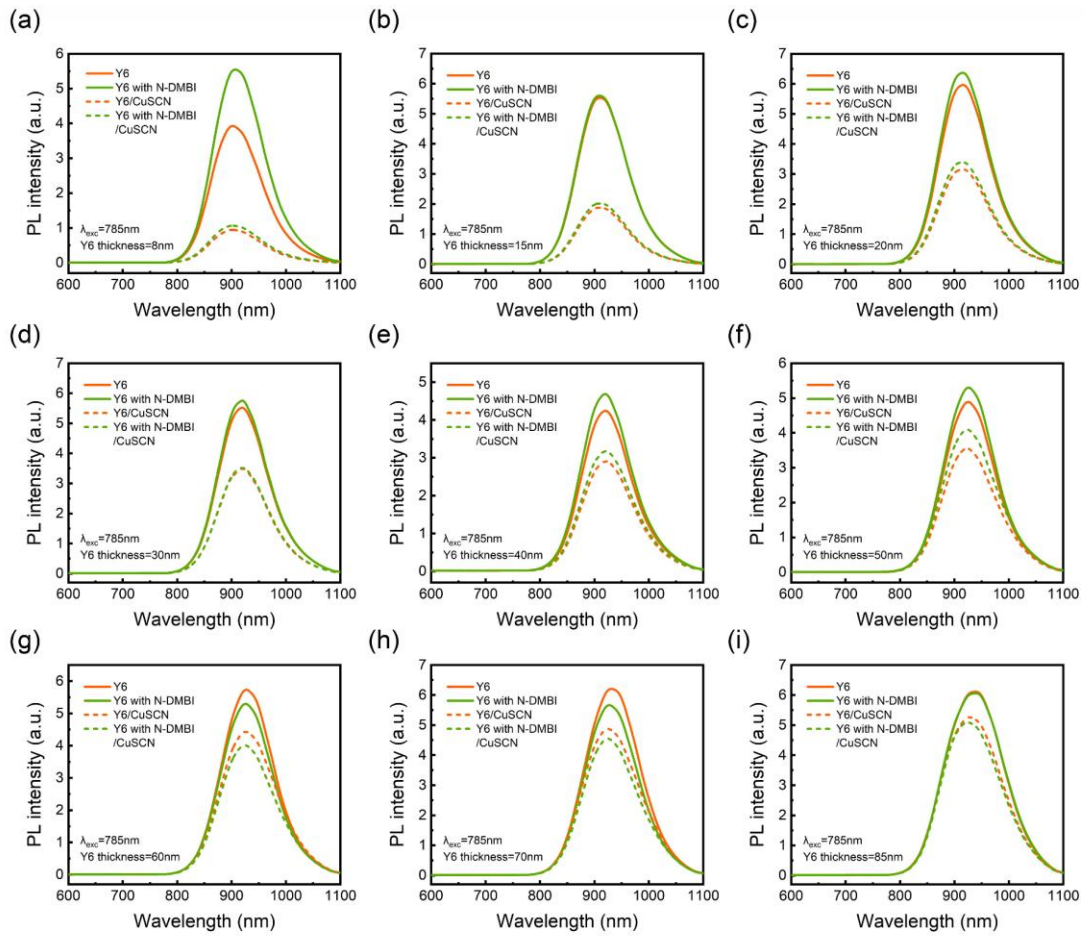 (a)
PL intensity (a.u.)
6
5
4
3
2
1
0
Y6
Y6 with N-DMBI
Y6/CuSCN
Y6 with N-DMBI
/CuSCN
λexc=785nm
Y6 thickness=8nm
600 700 800 900 1000 1100
Wavelength (nm)
(b)
PL intensity (a.u.)
7
6
5
4
3
2
1
0
Y6
Y6 with N-DMBI
Y6/CuSCN
Y6 with N-DMBI
/CuSCN
λexc=785nm
Y6 thickness=15nm
600 700 800 900 1000 1100
Wavelength (nm)
(c)
PL intensity (a.u.)
7
6
5
4
3
2
1
0
Y6
Y6 with N-DMBI
Y6/CuSCN
Y6 with N-DMBI
/CuSCN
λexc=785nm
Y6 thickness=20nm
600 700 800 900 1000 1100
Wavelength (nm)
(d)
PL intensity (a.u.)
7
6
5
4
3
2
1
0
Y6
Y6 with N-DMBI
Y6/CuSCN
Y6 with N-DMBI
/CuSCN
λexc=785nm
Y6 thickness=30nm
600 700 800 900 1000 1100
Wavelength (nm)
(e)
PL intensity (a.u.)
5
4
3
2
1
0
Y6
Y6 with N-DMBI
Y6/CuSCN
Y6 with N-DMBI
/CuSCN
λexc=785nm
Y6 thickness=40nm
600 700 800 900 1000 1100
Wavelength (nm)
(f)
PL intensity (a.u.)
6
5
4
3
2
1
0
Y6
Y6 with N-DMBI
Y6/CuSCN
Y6 with N-DMBI
/CuSCN
λexc=785nm
Y6 thickness=50nm
600 700 800 900 1000 1100
Wavelength (nm)
(g)
PL intensity (a.u.)
6
5
4
3
2
1
0
Y6
Y6 with N-DMBI
Y6/CuSCN
Y6 with N-DMBI
/CuSCN
λexc=785nm
Y6 thickness=60nm
600 700 800 900 1000 1100
Wavelength (nm)
(h)
PL intensity (a.u.)
7
6
5
4
3
2
1
0
Y6
Y6 with N-DMBI
Y6/CuSCN
Y6 with N-DMBI
/CuSCN
λexc=785nm
Y6 thickness=70nm
600 700 800 900 1000 1100
Wavelength (nm)
(i)
PL intensity (a.u.)
7
6
5
4
3
2
1
0
Y6
Y6 with N-DMBI
Y6/CuSCN
Y6 with N-DMBI
/CuSCN
λexc=785nm
Y6 thickness=85nm
600 700 800 900 1000 1100
Wavelength (nm)